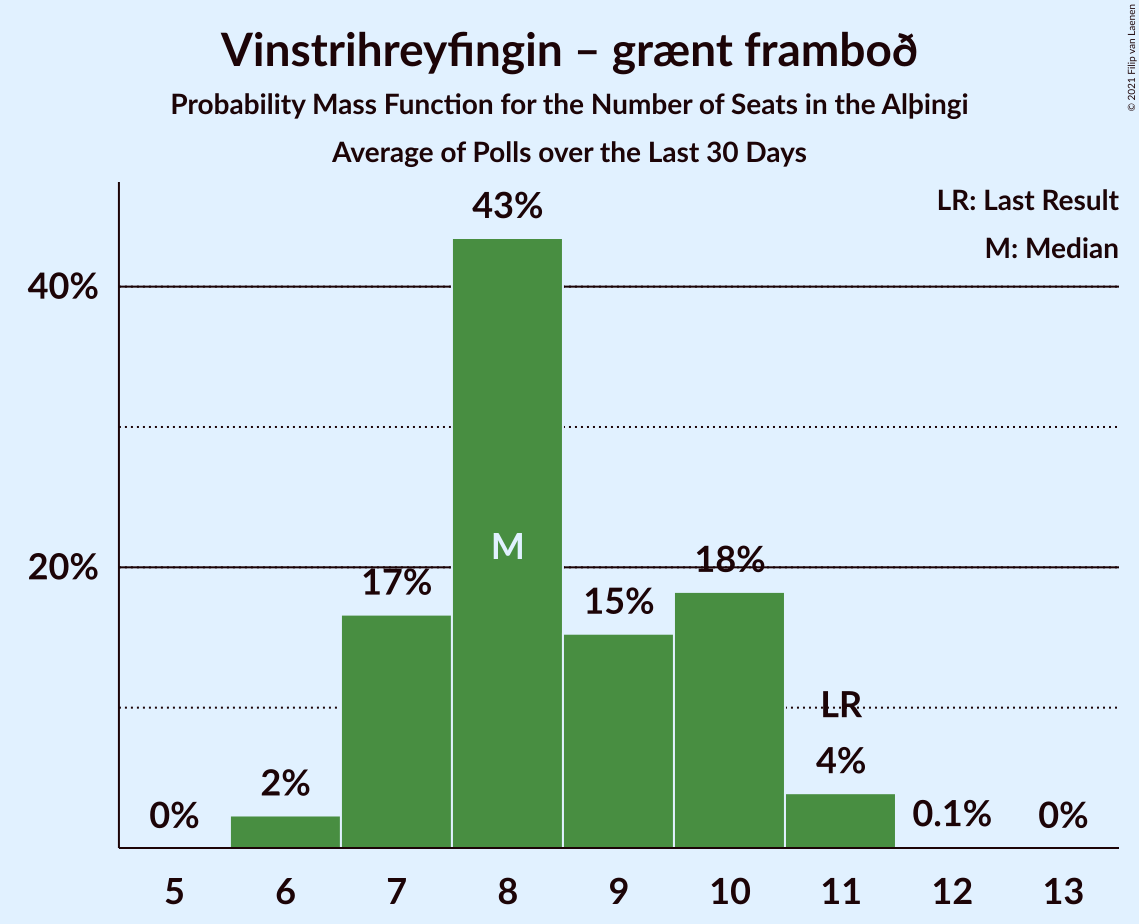 Vinstrihreyfingin – grænt framboð
Probability Mass Function for the Number of Seats in the Alþingi
Average of Polls over the Last 30 Days
© 2021 Filip van Laenen
LR: Last Result
M: Median
43%
40%
M
20%
18%
17%
15%
LR
4%
2%
0%
0.1%
0%
5 6 7 8 9 10 11 12 13